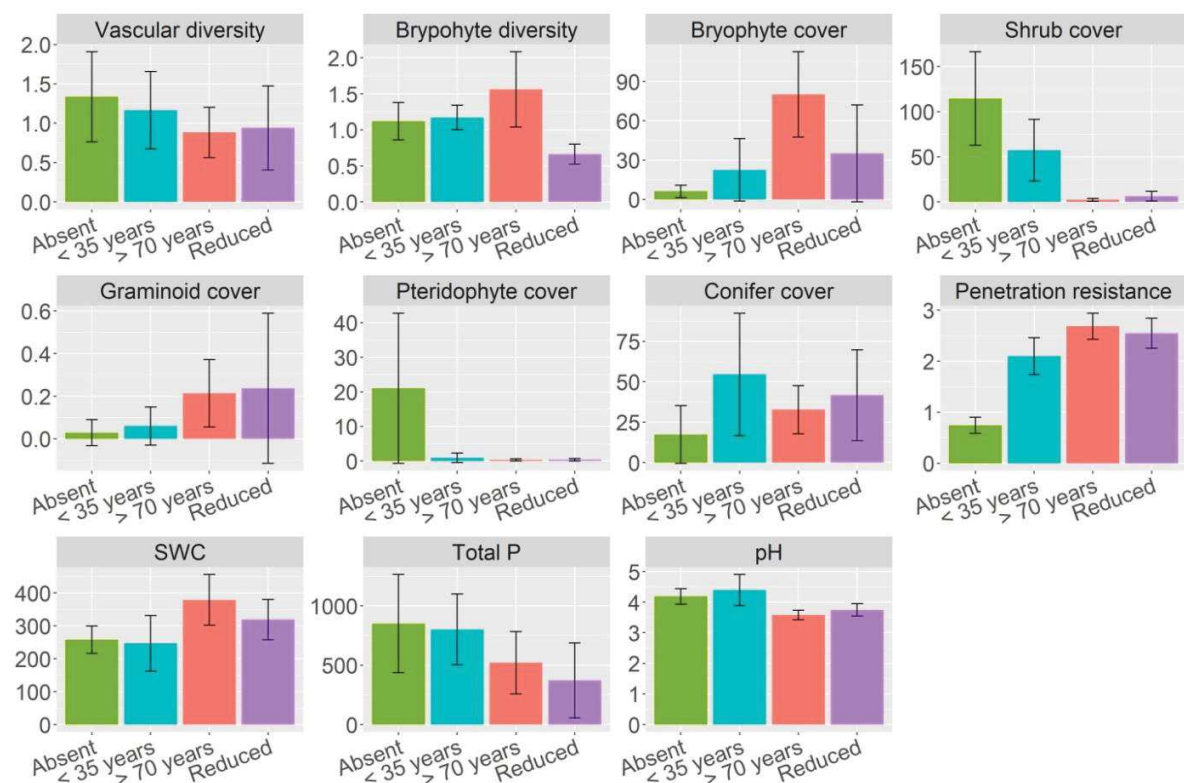 Vascular diversity
Brypohyte diversity
Bryophyte cover
Shrub cover
2.0
1.5
1.0
0.5
0.0
2.0
1.5
1.0
0.5
0.0
90
60
30
0
150
100
50
0
Absent
< 35 years
> 70 years
Reduced
Absent
< 35 years
> 70 years
Reduced
Absent
< 35 years
> 70 years
Reduced
Absent
< 35 years
> 70 years
Reduced
Graminoid cover
Pteridophyte cover
Conifer cover
Penetration resistance
0.6
0.4
0.2
0.0
40
30
20
10
0
75
50
25
0
3
2
1
0
Absent
< 35 years
> 70 years
Reduced
Absent
< 35 years
> 70 years
Reduced
Absent
< 35 years
> 70 years
Reduced
Absent
< 35 years
> 70 years
Reduced
SWC
Total P
pH
400
300
200
100
0
1000
500
0
5
4
3
2
1
0
Absent
< 35 years
> 70 years
Reduced
Absent
< 35 years
> 70 years
Reduced
Absent
< 35 years
> 70 years
Reduced